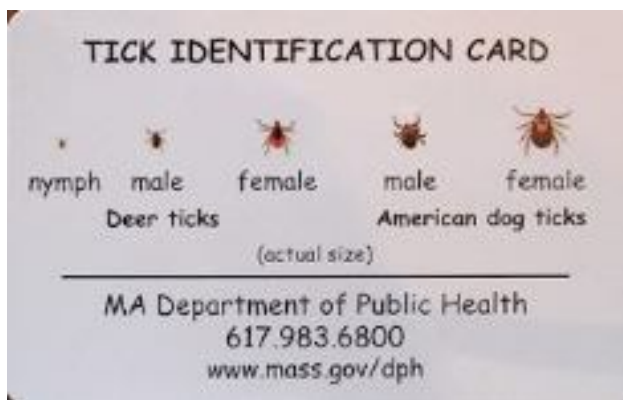 TICK IDENTIFICATION CARD
nymph male female male female
Deer ticks American dog ticks
(actual size)
MA Department of Public Health
617.983.6800
www.mass.gov/dph